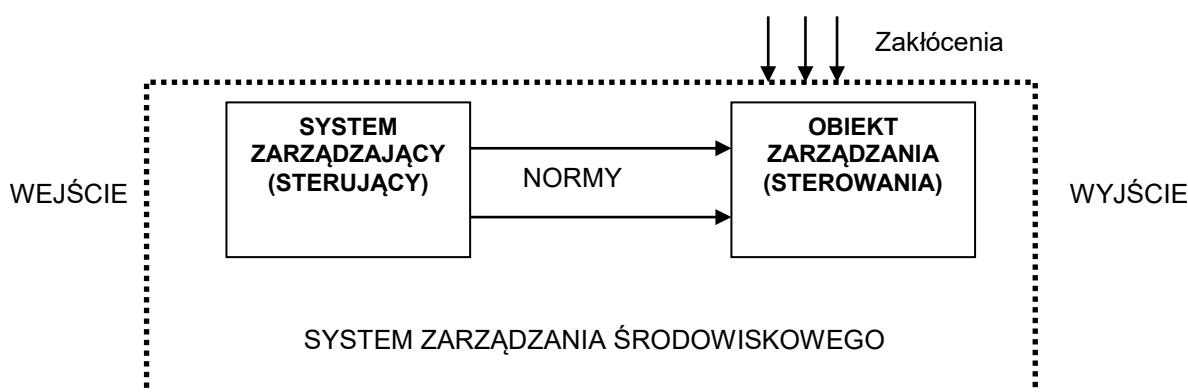 Zakłócenia
SYSTEM
ZARZĄDZAJĄCY
(STERUJĄCY)
OBIEKT
ZARZĄDZANIA
(STEROWANIA)
WEJŚCIE
NORMY
WYJŚCIE
SYSTEM ZARZĄDZANIA ŚRODOWISKOWEGO